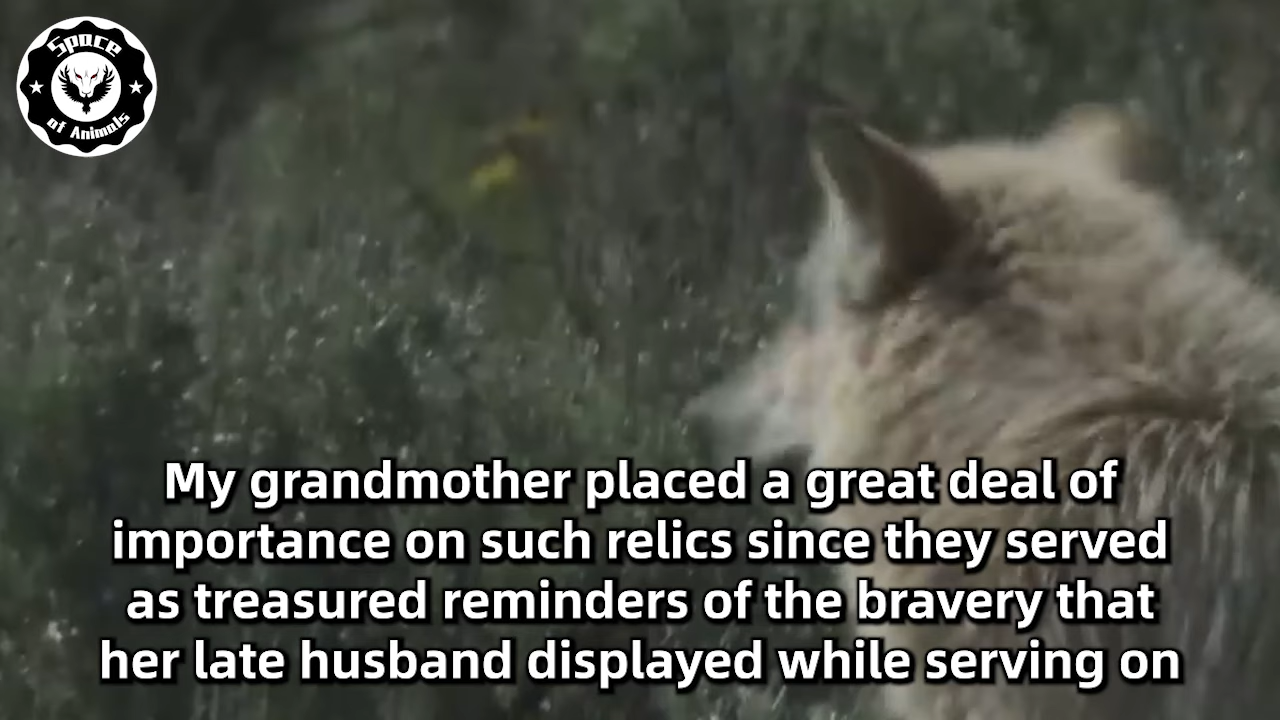 Space
of Animals
My grandmother placed a great deal of
importance on such relics since they served
as treasured reminders of the bravery that
her late husband displayed while serving on